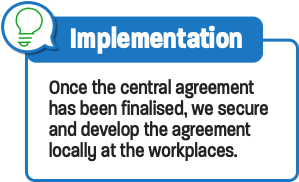 Implementation
Once the central agreement
has been finalised, we secure
and develop the agreement
locally at the workplaces.